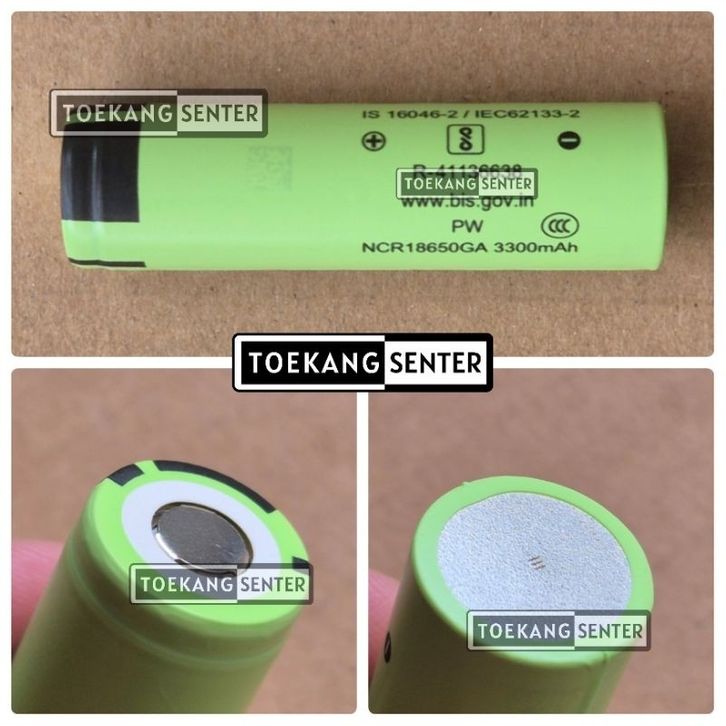 TOEKANG SENTER
IS 16046-2 / IEC62133-2
R-41136638
TOEKANG SENTER
www.bis.gov.in
PW
NCR18650GA 3300mAh
TOEKANG SENTER
TOEKANG SENTER
TOEKANG SENTER